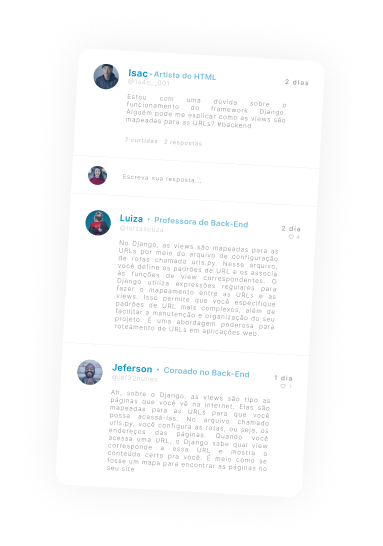 Isac • Artista do HTML
2 dias
@1s4c._001
Estou com uma dúvida sobre o
funcionamento do framework Django.
Alguém pode me explicar como as views são
mapeadas para as URLs? #backend
7 curtidas 2 respostas
Escreva sua resposta...
Luiza • Professora de Back-End
2 dia
@luizasouza
No Django, as views são mapeadas para as
URLs por meio do arquivo de configuração
de rotas chamado urls.py. Nesse arquivo,
você define os padrões de URL e os associa
às funções de view correspondentes. O
Django utiliza expressões regulares para
fazer o mapeamento entre as URLs e as
views. Isso permite que você especifique
padrões de URL mais complexos, além de
facilitar a manutenção e organização do seu
projeto. É uma abordagem poderosa para
roteamento de URLs em aplicações web.
Jeferson • Coroado no Back-End
1 dia
@jef32nunes
Ah, sobre o Django, as views são tipo as
páginas que você vê na internet. Elas são
mapeadas para as URLs para que você
possa acessá-las. No arquivo chamado
urls.py, você configura as rotas, ou seja, os
endereços das páginas. Quando você
acessa uma URL, o Django sabe qual view
corresponde a essa URL e mostra o
conteúdo certo pra você. É meio como se
fosse um mapa para encontrar as páginas no
seu site